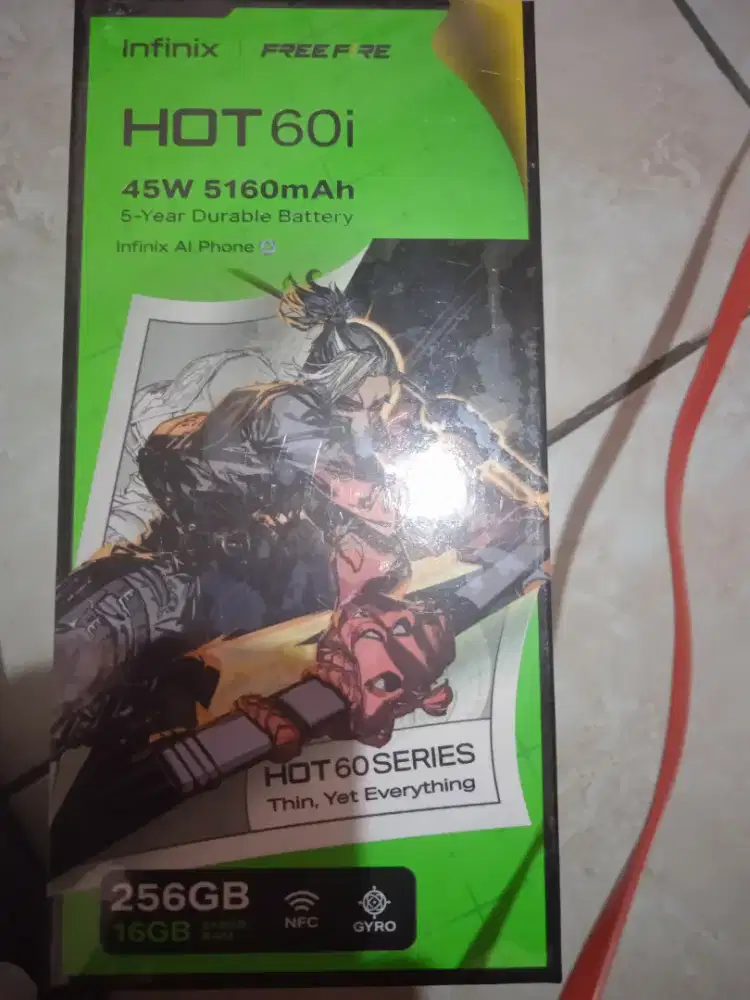 Infinix | FREE FIRE
HOT 60i
45W 5160mAh
5-Year Durable Battery
Infinix AI Phone
HOT 60 SERIES
Thin, Yet Everything
256GB
16GB
NFC
GYRO